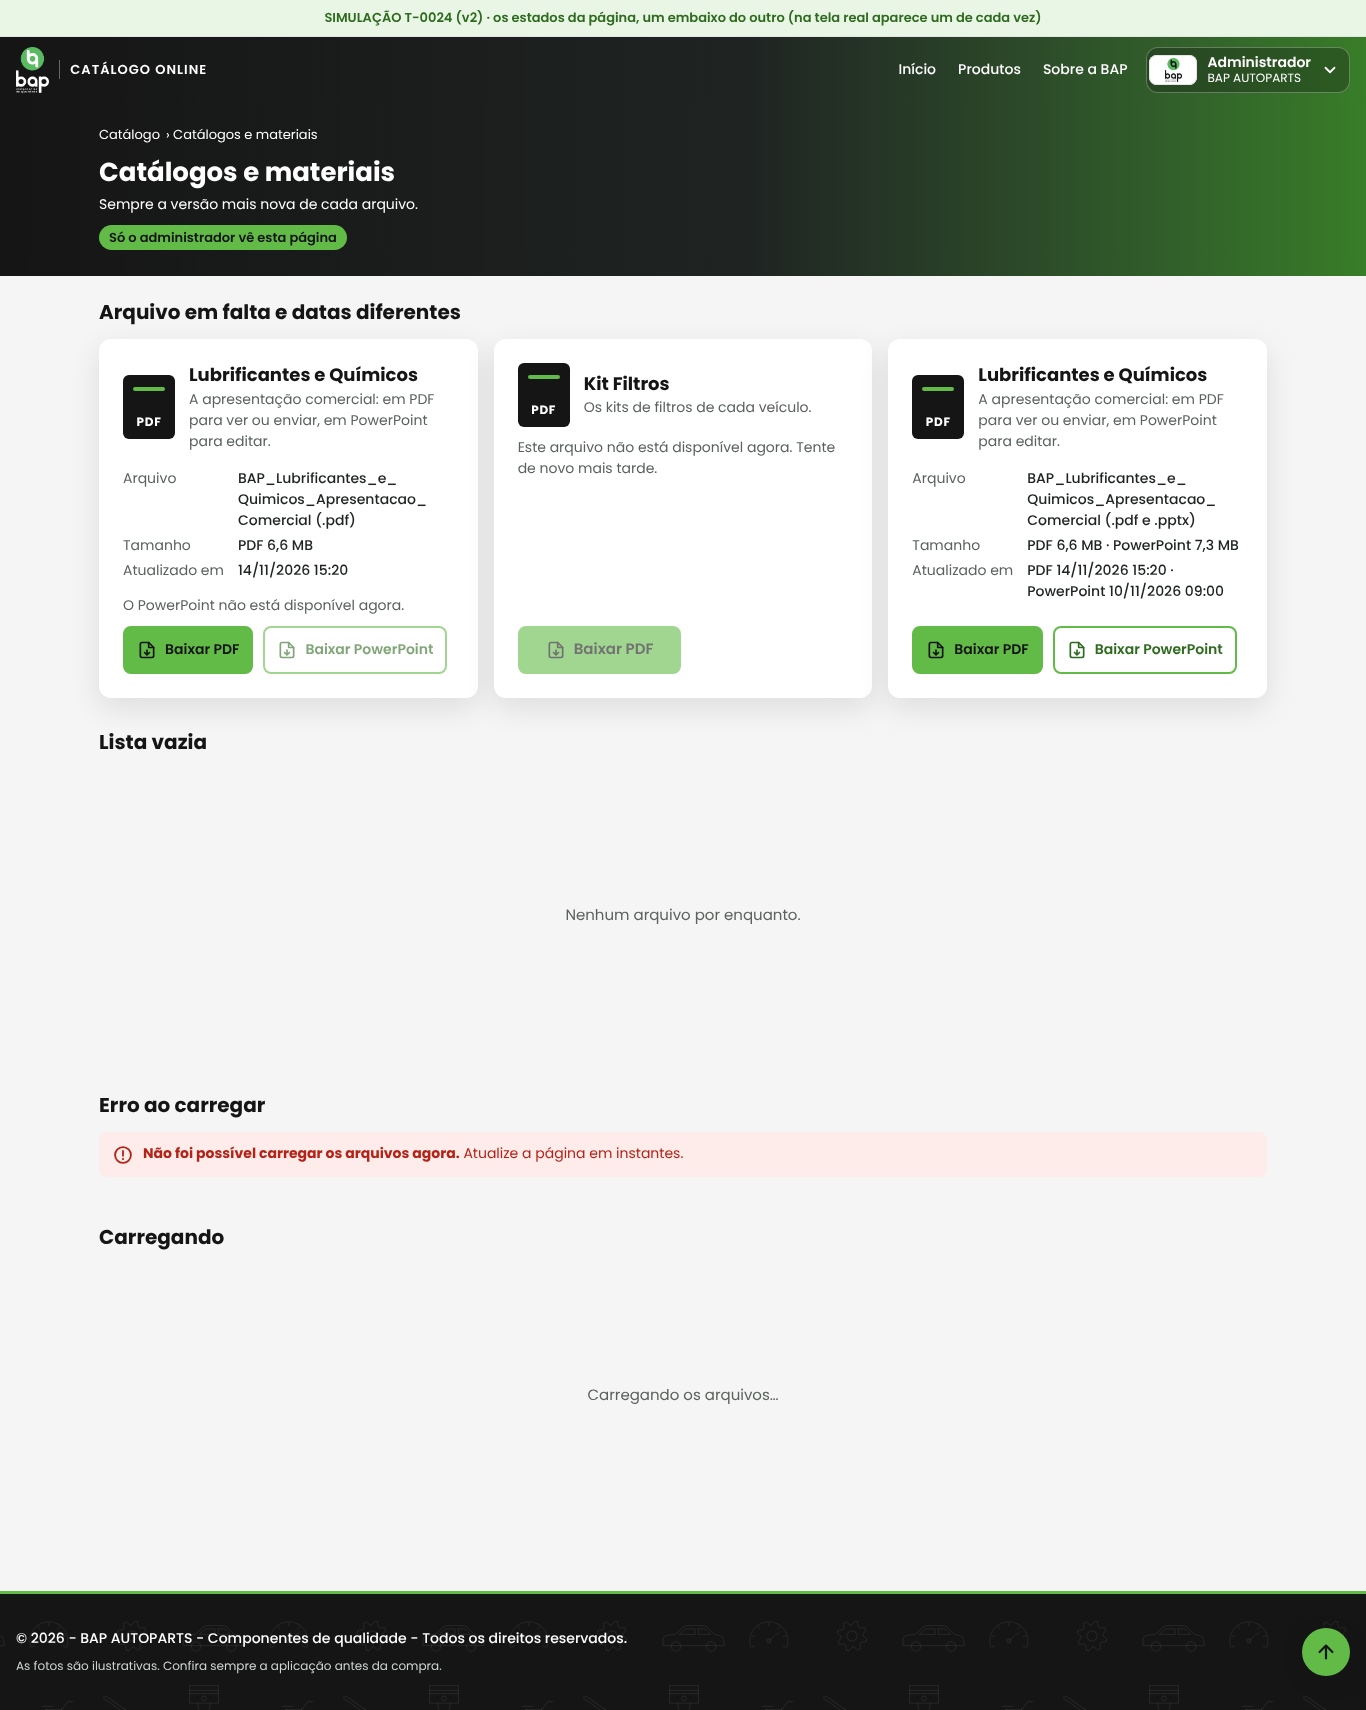 SIMULAÇÃO T-0024 (v2) · os estados da página, um embaixo do outro (na tela real aparece um de cada vez)
bap
CATÁLOGO ONLINE
Início
Produtos
Sobre a BAP
bap
Administrador
BAP AUTOPARTS
Catálogo › Catálogos e materiais
Catálogos e materiais
Sempre a versão mais nova de cada arquivo.
Só o administrador vê esta página
Arquivo em falta e datas diferentes
PDF
Lubrificantes e Químicos
A apresentação comercial: em PDF
para ver ou enviar, em PowerPoint
para editar.
Arquivo
BAP_Lubrificantes_e_
Quimicos_Apresentacao_
Comercial (.pdf)
Tamanho
PDF 6,6 MB
Atualizado em
14/11/2026 15:20
O PowerPoint não está disponível agora.
Baixar PDF
Baixar PowerPoint
PDF
Kit Filtros
Os kits de filtros de cada veículo.
Este arquivo não está disponível agora. Tente
de novo mais tarde.
Baixar PDF
PDF
Lubrificantes e Químicos
A apresentação comercial: em PDF
para ver ou enviar, em PowerPoint
para editar.
Arquivo
BAP_Lubrificantes_e_
Quimicos_Apresentacao_
Comercial (.pdf e .pptx)
Tamanho
PDF 6,6 MB · PowerPoint 7,3 MB
Atualizado em
PDF 14/11/2026 15:20 ·
PowerPoint 10/11/2026 09:00
Baixar PDF
Baixar PowerPoint
Lista vazia
Nenhum arquivo por enquanto.
Erro ao carregar
Não foi possível carregar os arquivos agora. Atualize a página em instantes.
Carregando
Carregando os arquivos...
© 2026 - BAP AUTOPARTS - Componentes de qualidade - Todos os direitos reservados.
As fotos são ilustrativas. Confira sempre a aplicação antes da compra.